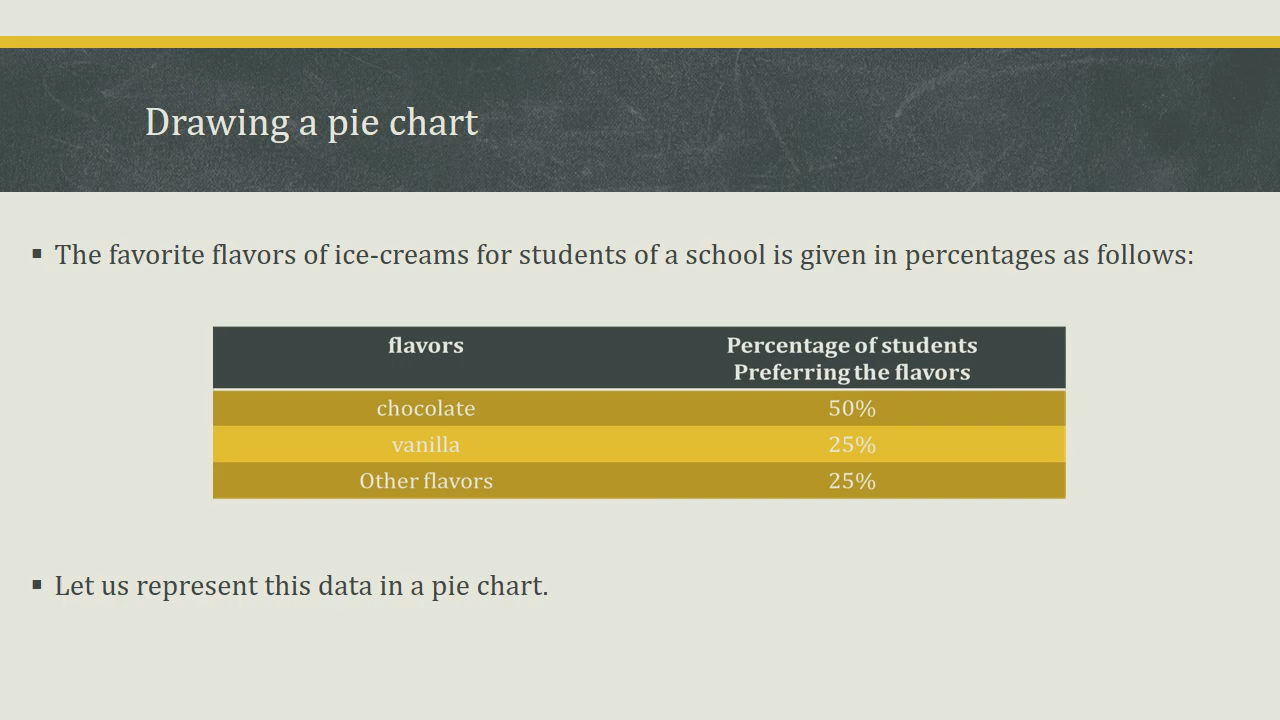 Drawing a pie chart
▪ The favorite flavors of ice-creams for students of a school is given in percentages as follows:
flavors Percentage of students
Preferring the flavors
chocolate 50%
vanilla 25%
Other flavors 25%
▪ Let us represent this data in a pie chart.